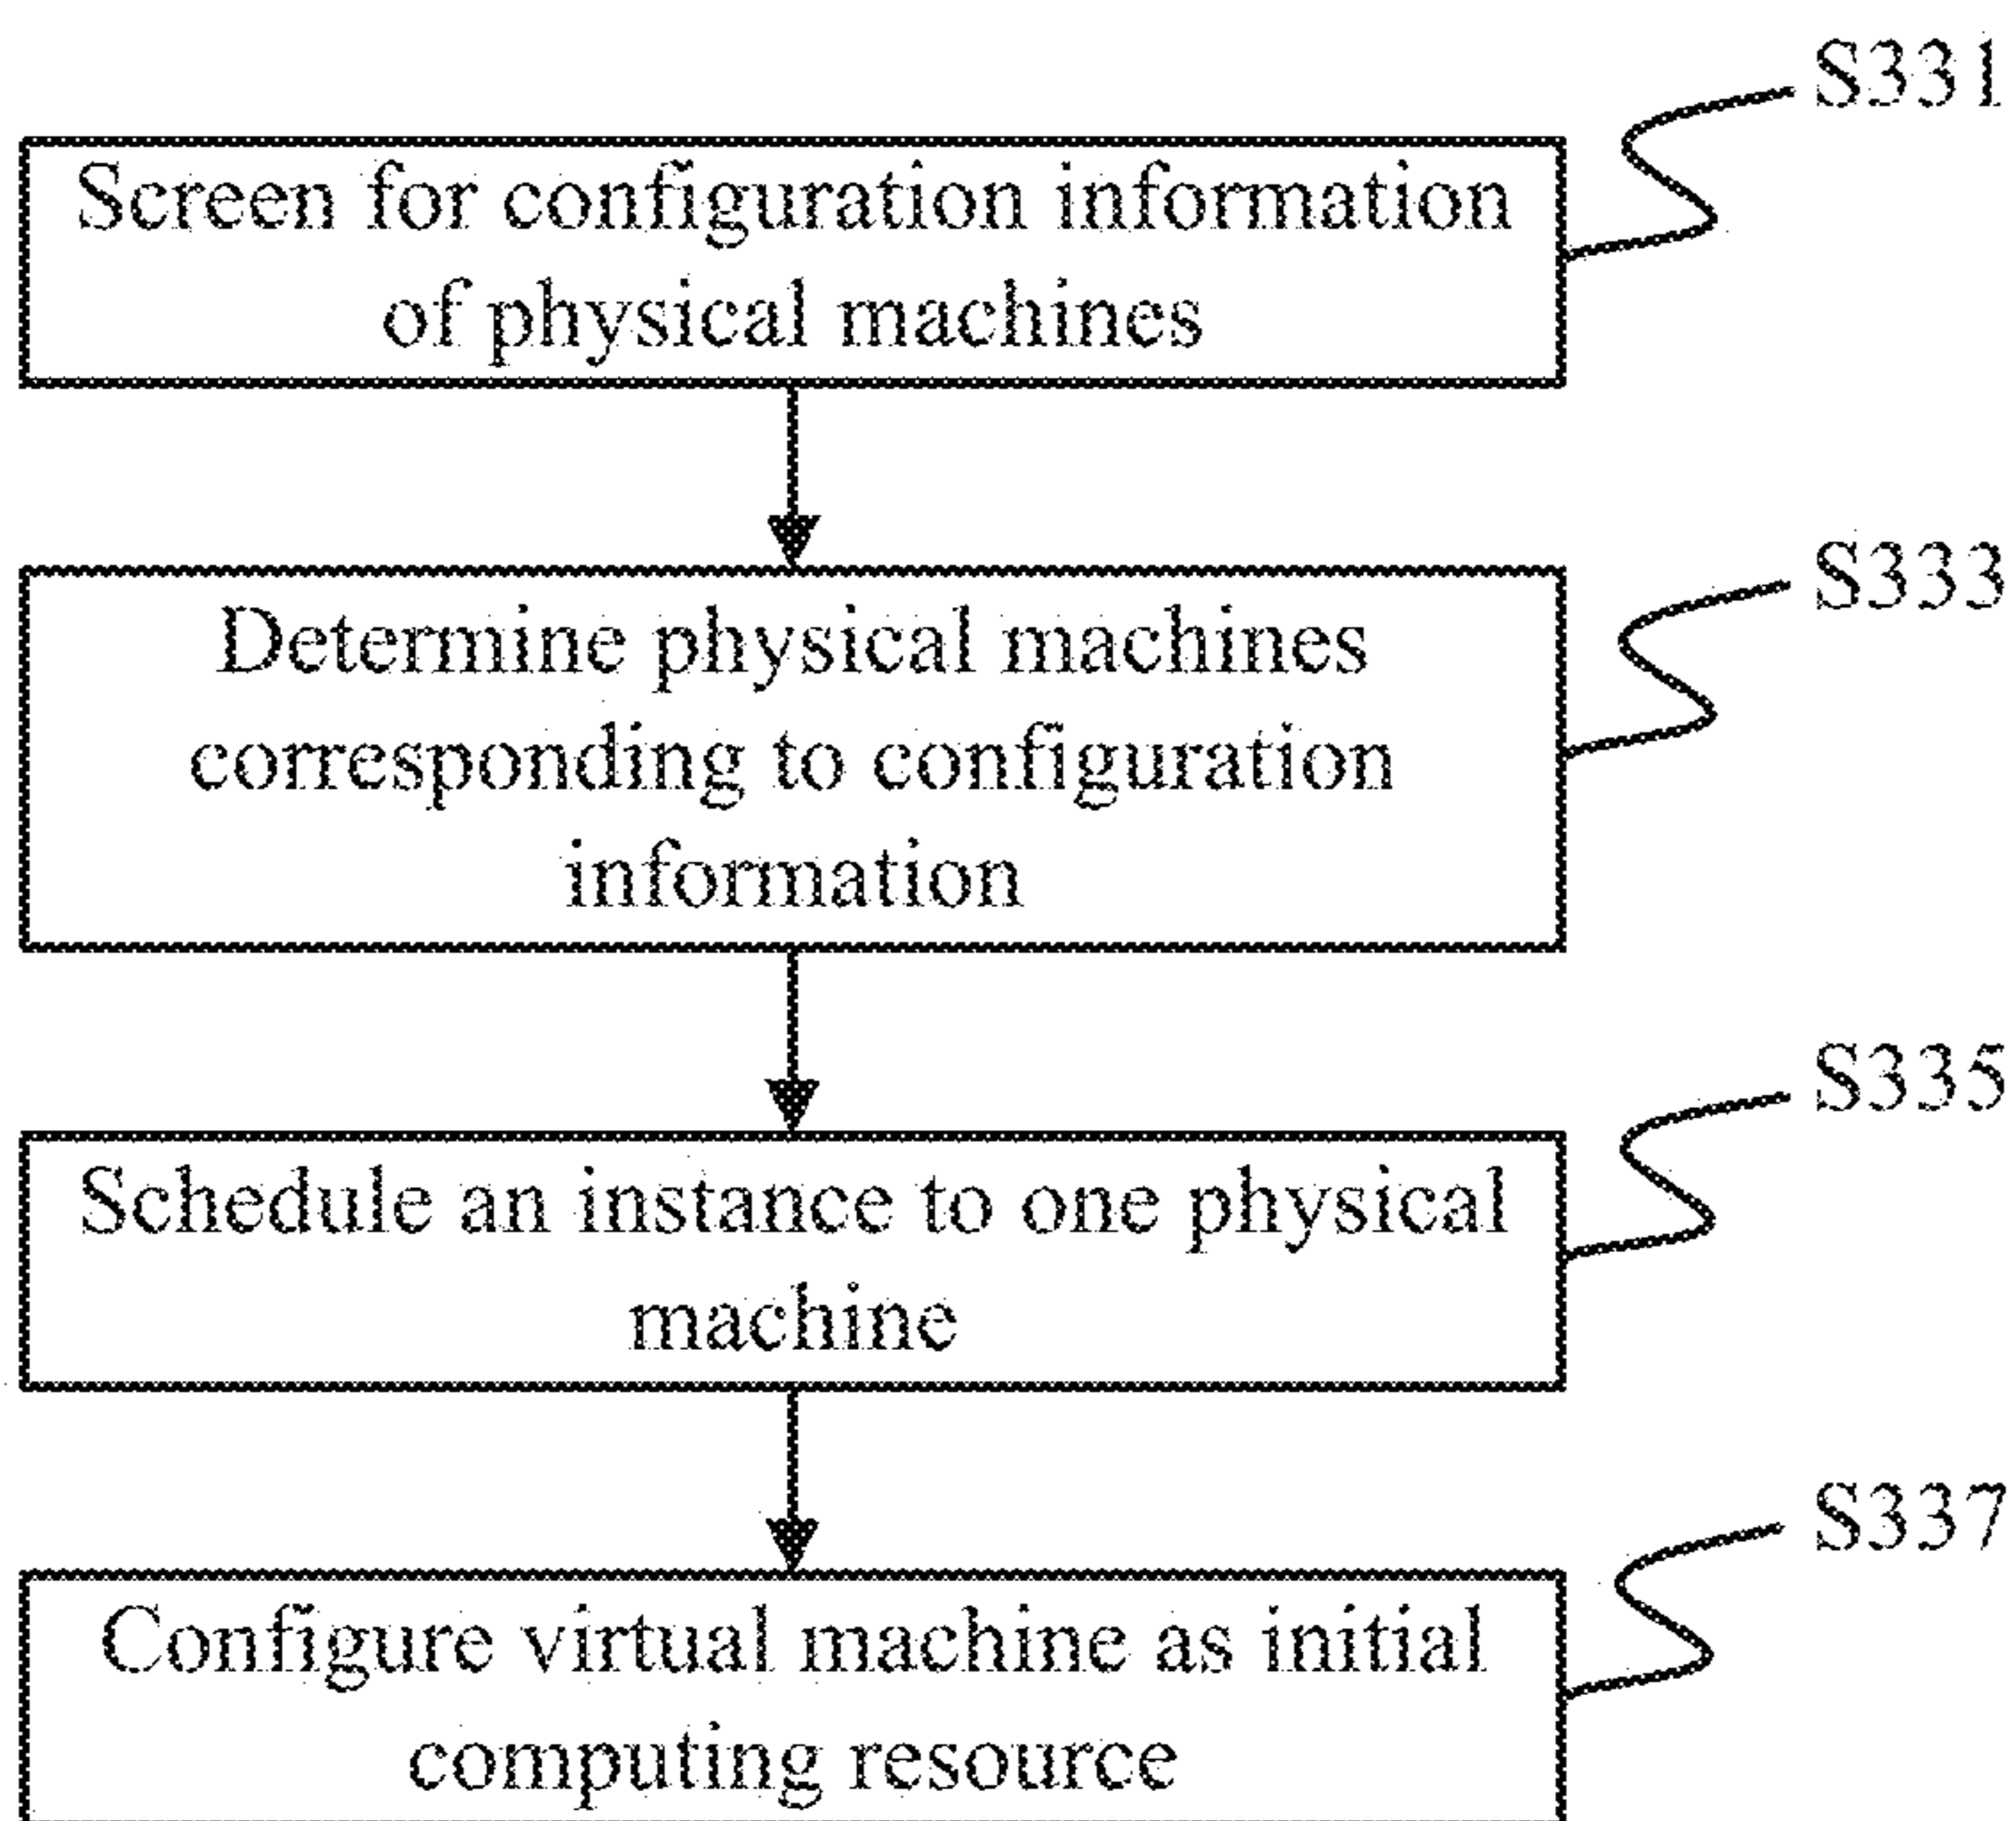 S331
Screen for configuration information
of physical machines
S333
Determine physical machines
corresponding to configuration
information
S335
Schedule an instance to one physical
machine
S337
Configure virtual machine as initial
computing resource